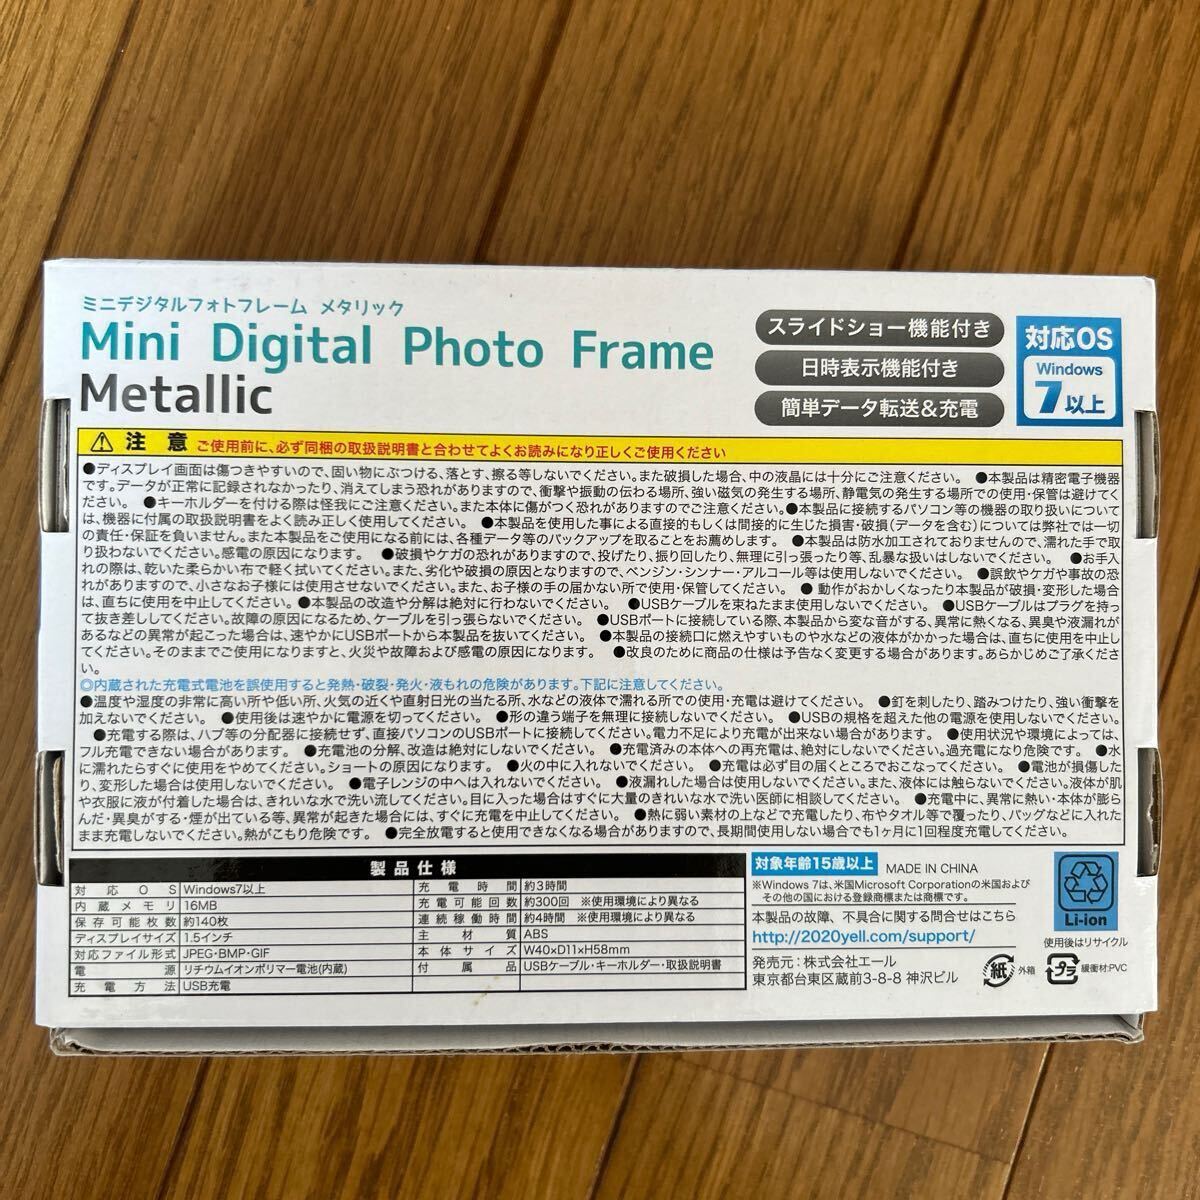 ミニデジタルフォトフレーム メタリック
Mini Digital Photo Frame
Metallic
スライドショー機能付き
日時表示機能付き
簡単データ転送&充電
対応OS
Windows
7以上
注意 ご使用前に、必ず同梱の取扱説明書と合わせてよくお読みになり正しくご使用ください
●ディスプレイ画面は傷つきやすいので、固い物にぶつける、落とす、擦る等しないでください。また破損した場合、中の液晶には十分にご注意ください。 ●本製品は精密電子機器
です。データが正常に記録されなかったり、消えてしまう恐れがありますので、衝撃や振動の伝わる場所、強い磁気の発生する場所、静電気の発生する場所での使用・保管は避けてく
ださい。 ●キーホルダーを付ける際は怪我にご注意ください。また本体に傷がつく恐れがありますのでご注意ください。●本製品に接続するパソコン等の機器の取り扱いについて
は、機器に付属の取扱説明書をよく読み正しく使用してください。 ●本製品を使用した事による直接的もしくは間接的に生じた損害・破損(データを含む)については弊社では一切
の責任・保証を負いません。また本製品をご使用になる前には、各種データ等のバックアップを取ることをお薦めします。 ●本製品は防水加工されておりませんので、濡れた手で取
り扱わないでください。感電の原因になります。 ●破損やケガの恐れがありますので、投げたり、振り回したり、無理に引っ張ったり等、乱暴な扱いはしないでください。 ●お手入
れの際は、乾いた柔らかい布で軽く拭いてください。また、劣化や破損の原因となりますので、ベンジン・シンナー・アルコール等は使用しないでください。 ●誤飲やケガや事故の恐
れがありますので、小さなお子様には使用させないでください。また、お子様の手の届かない所で使用・保管してください。 ● 動作がおかしくなったり本製品が破損・変形した場合
は、直ちに使用を中止してください。●本製品の改造や分解は絶対に行わないでください。 ●USBケーブルを束ねたまま使用しないでください。 ●USBケーブルはプラグを持っ
て抜き差ししてください。故障の原因になるため、ケーブルを引っ張らないでください。 ●USBポートに接続している際、本製品から変な音がする、異常に熱くなる、異臭や液漏れが
あるなどの異常が起こった場合は、速やかにUSBポートから本製品を抜いてください。 ●本製品の接続口に燃えやすいものや水などの液体がかかった場合は、直ちに使用を中止し
てください。そのままでご使用になりますと、火災や故障および感電の原因になります。 ●改良のために商品の仕様は予告なく変更する場合があります。あらかじめご了承くださ
い。
◎内蔵された充電式電池を誤使用すると発熱・破裂・発火・液もれの危険があります。下記に注意してください。
●温度や湿度の非常に高い所や低い所、火気の近くや直射日光の当たる所、水などの液体で濡れる所での使用・充電は避けてください。 ●釘を刺したり、踏みつけたり、強い衝撃を
加えないでください。 ●使用後は速やかに電源を切ってください。 ●形の違う端子を無理に接続しないでください。 ●USBの規格を超えた他の電源を使用しないでください。
●充電する際は、ハブ等の分配器に接続せず、直接パソコンのUSBポートに接続してください。電力不足により充電が出来ない場合があります。 ●使用状況や環境によっては、
フル充電できない場合があります。 ●充電池の分解、改造は絶対にしないでください。 ●充電済みの本体への再充電は、絶対にしないでください。過充電になり危険です。 ●水
に濡れたらすぐに使用をやめてください。ショートの原因になります。 ●火の中に入れないでください。 ●充電は必ず目の届くところでおこなってください。 ●電池が損傷した
り、変形した場合は使用しないでください。 ●電子レンジの中へは入れないでください。 ●液漏れした場合は使用しないでください。また、液体には触らないでください。液体が肌
や衣服に液が付着した場合は、きれいな水で洗い流してください。目に入った場合はすぐに大量のきれいな水で洗い医師に相談してください。 ●充電中に、異常に熱い・本体が膨ら
んだ・異臭がする・煙が出ている等、異常が起きた場合には、すぐに充電を中止してください。 ●熱に弱い素材の上などで充電したり、布やタオル等で覆ったり、バッグなどに入れた
まま充電しないでください。熱がこもり危険です。 ●完全放電すると使用できなくなる場合がありますので、長期間使用しない場合でも1ヶ月に1回程度充電してください。
製品仕様
対応OS Windows7以上
内蔵メモリ 16MB
保存可能枚数 約140枚
ディスプレイサイズ 1.5インチ
対応ファイル形式 JPEG・BMP・GIF
電源 リチウムイオンポリマー電池(内蔵)
充電方法 USB充電
充電時間 約3時間
充電可能回数 約300回 ※使用環境により異なる
連続稼働時間 約4時間 ※使用環境により異なる
主材質 ABS
本体サイズ W40×D11×H58mm
付属品 USBケーブル・キーホルダー・取扱説明書
対象年齢15歳以上 MADE IN CHINA
※Windows 7は、米国Microsoft Corporationの米国および
その他の国における登録商標または商標です。
本製品の故障、不具合に関する問合せはこちら
http://2020yell.com/support/
発売元：株式会社エール
東京都台東区蔵前3-8-8 神沢ビル
Li-ion
使用後はリサイクル
紙 外箱
プラ 緩衝材:PVC